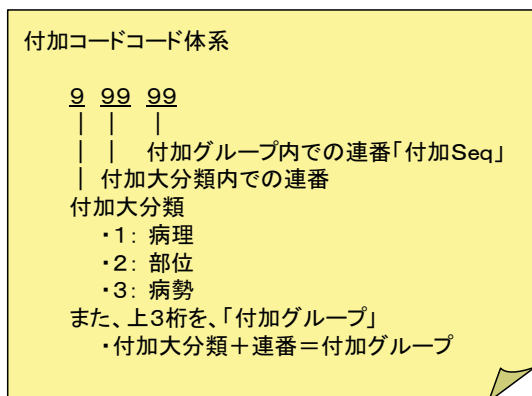 付加コードコード体系
９ ９９ ９９
｜ ｜ ｜
｜ ｜ 付加グループ内での連番「付加Ｓｅｑ」
｜ 付加大分類内での連番
付加大分類
・１： 病理
・２： 部位
・３： 病勢
また、上３桁を、「付加グループ」
・付加大分類＋連番＝付加グループ